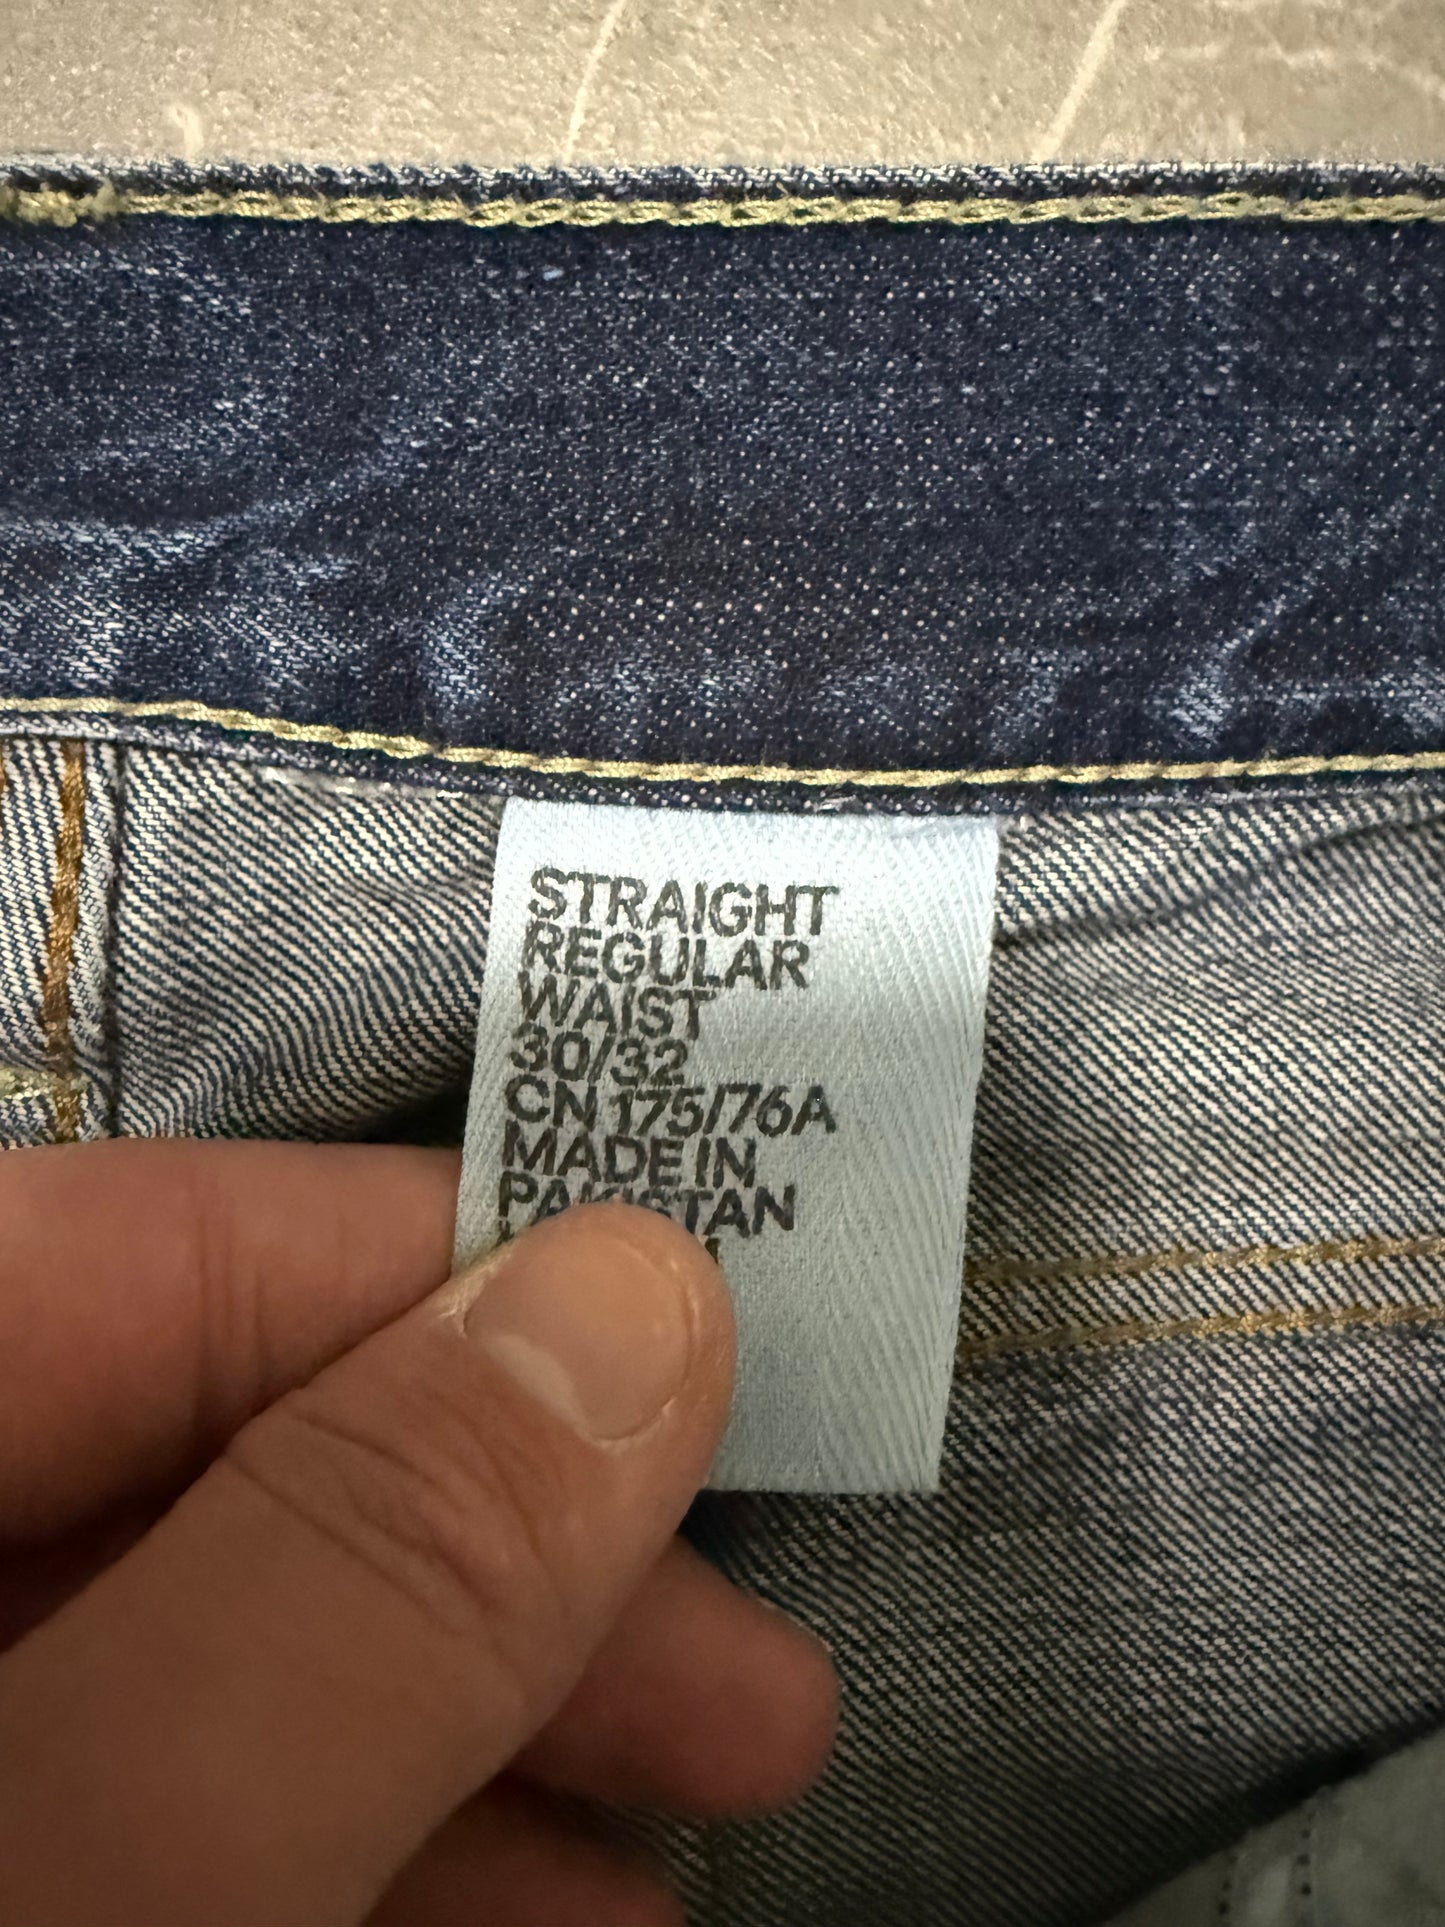 STRAIGHT
REGULAR
WAIST
30/32
CN 175/76A
MADE IN
PAKISTAN